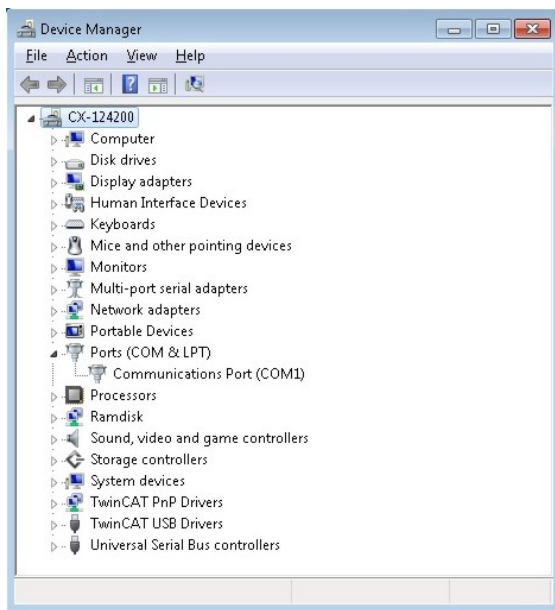 Device Manager
File Action View Help
CX-124200
Computer
Disk drives
Display adapters
Human Interface Devices
Keyboards
Mice and other pointing devices
Monitors
Multi-port serial adapters
Network adapters
Portable Devices
Ports (COM & LPT)
Communications Port (COM1)
Processors
Ramdisk
Sound, video and game controllers
Storage controllers
System devices
TwinCAT PnP Drivers
TwinCAT USB Drivers
Universal Serial Bus controllers